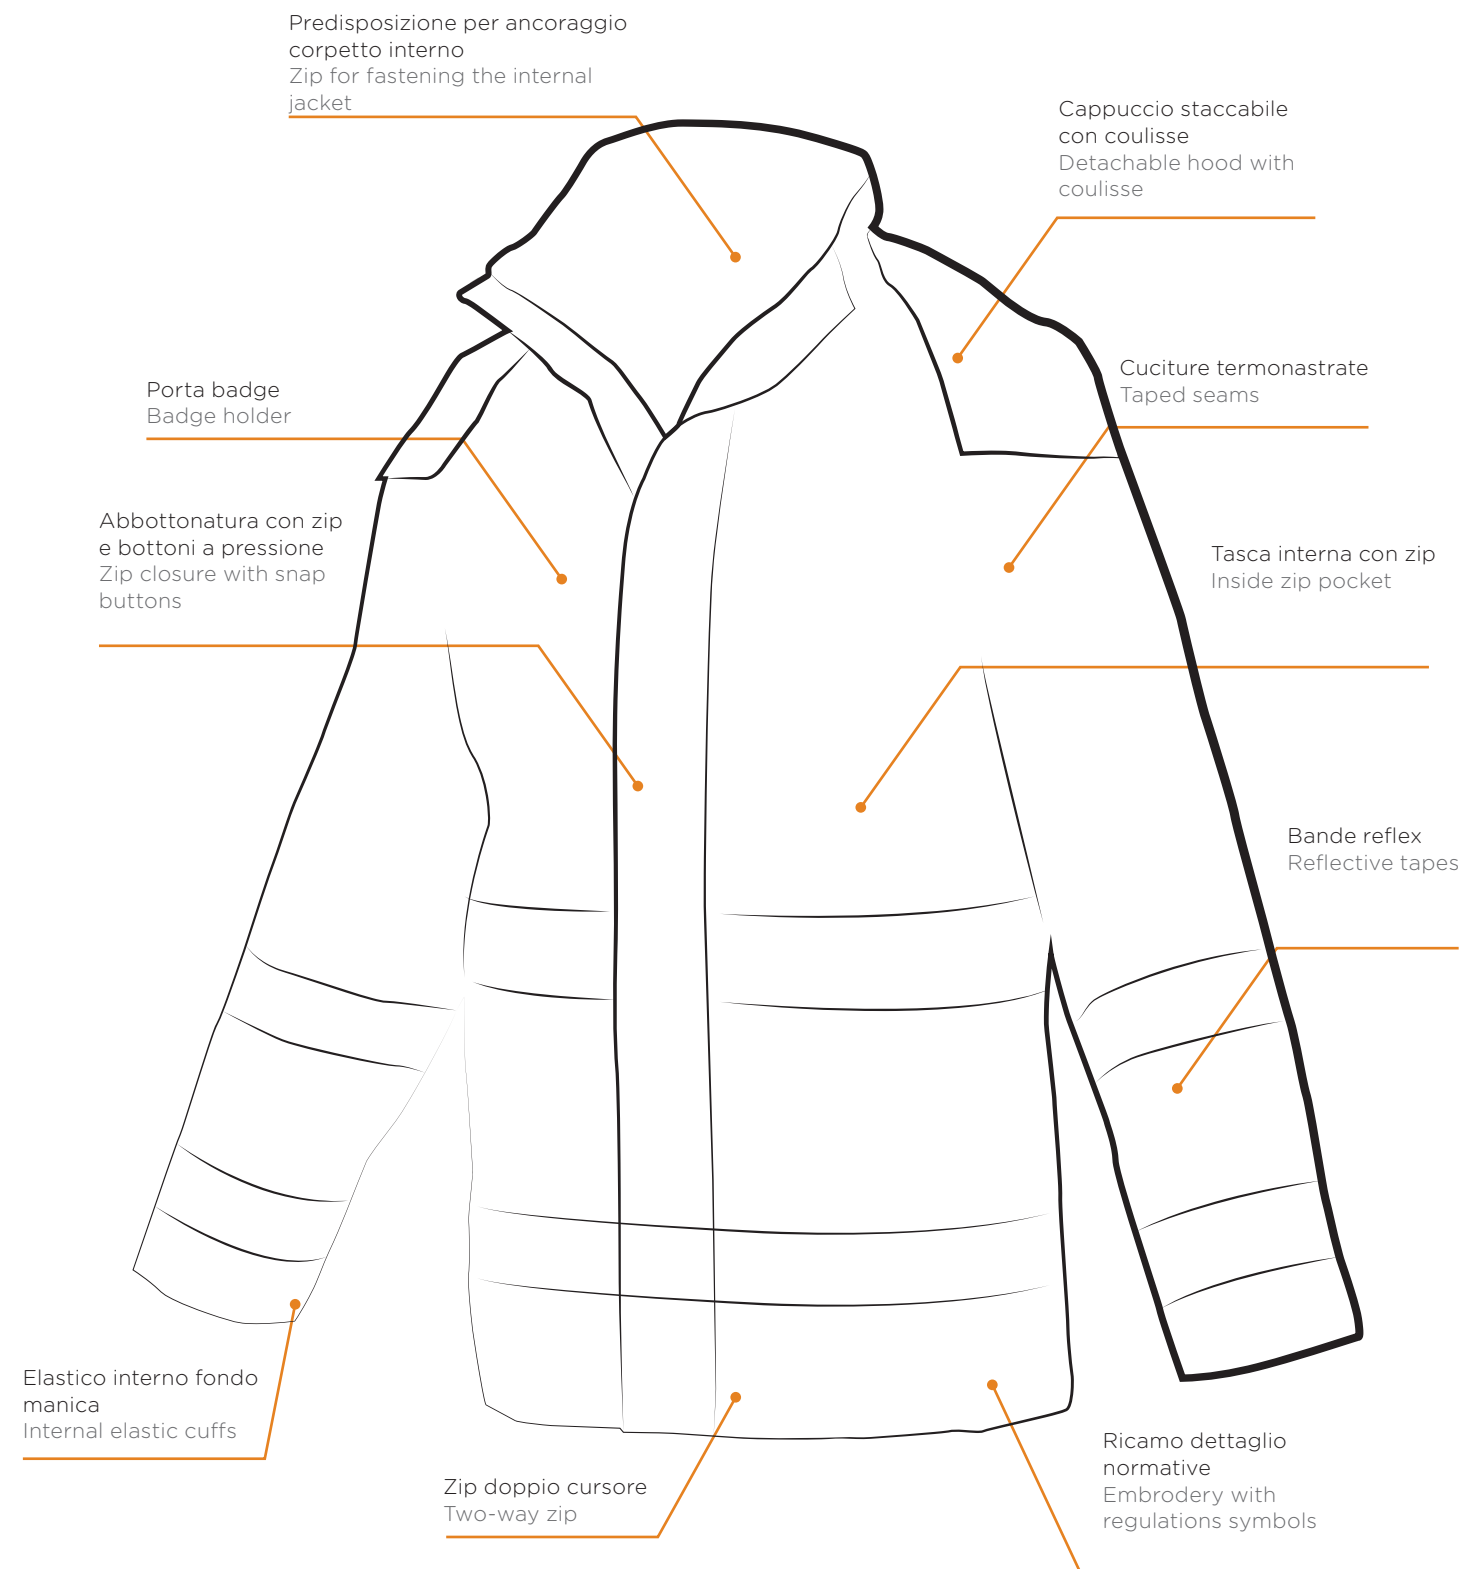 Predisposizione per ancoraggio
corpetto interno
Zip for fastening the internal
jacket
Cappuccio staccabile
con coulisse
Detachable hood with
coulisse
Porta badge
Badge holder
Cuciture termonastrate
Taped seams
Abbottonatura con zip
e bottoni a pressione
Zip closure with snap
buttons
Tasca interna con zip
Inside zip pocket
Bande reflex
Reflective tapes
Elastico interno fondo
manica
Internal elastic cuffs
Zip doppio cursore
Two-way zip
Ricamo dettaglio
normative
Embrodery with
regulations symbols